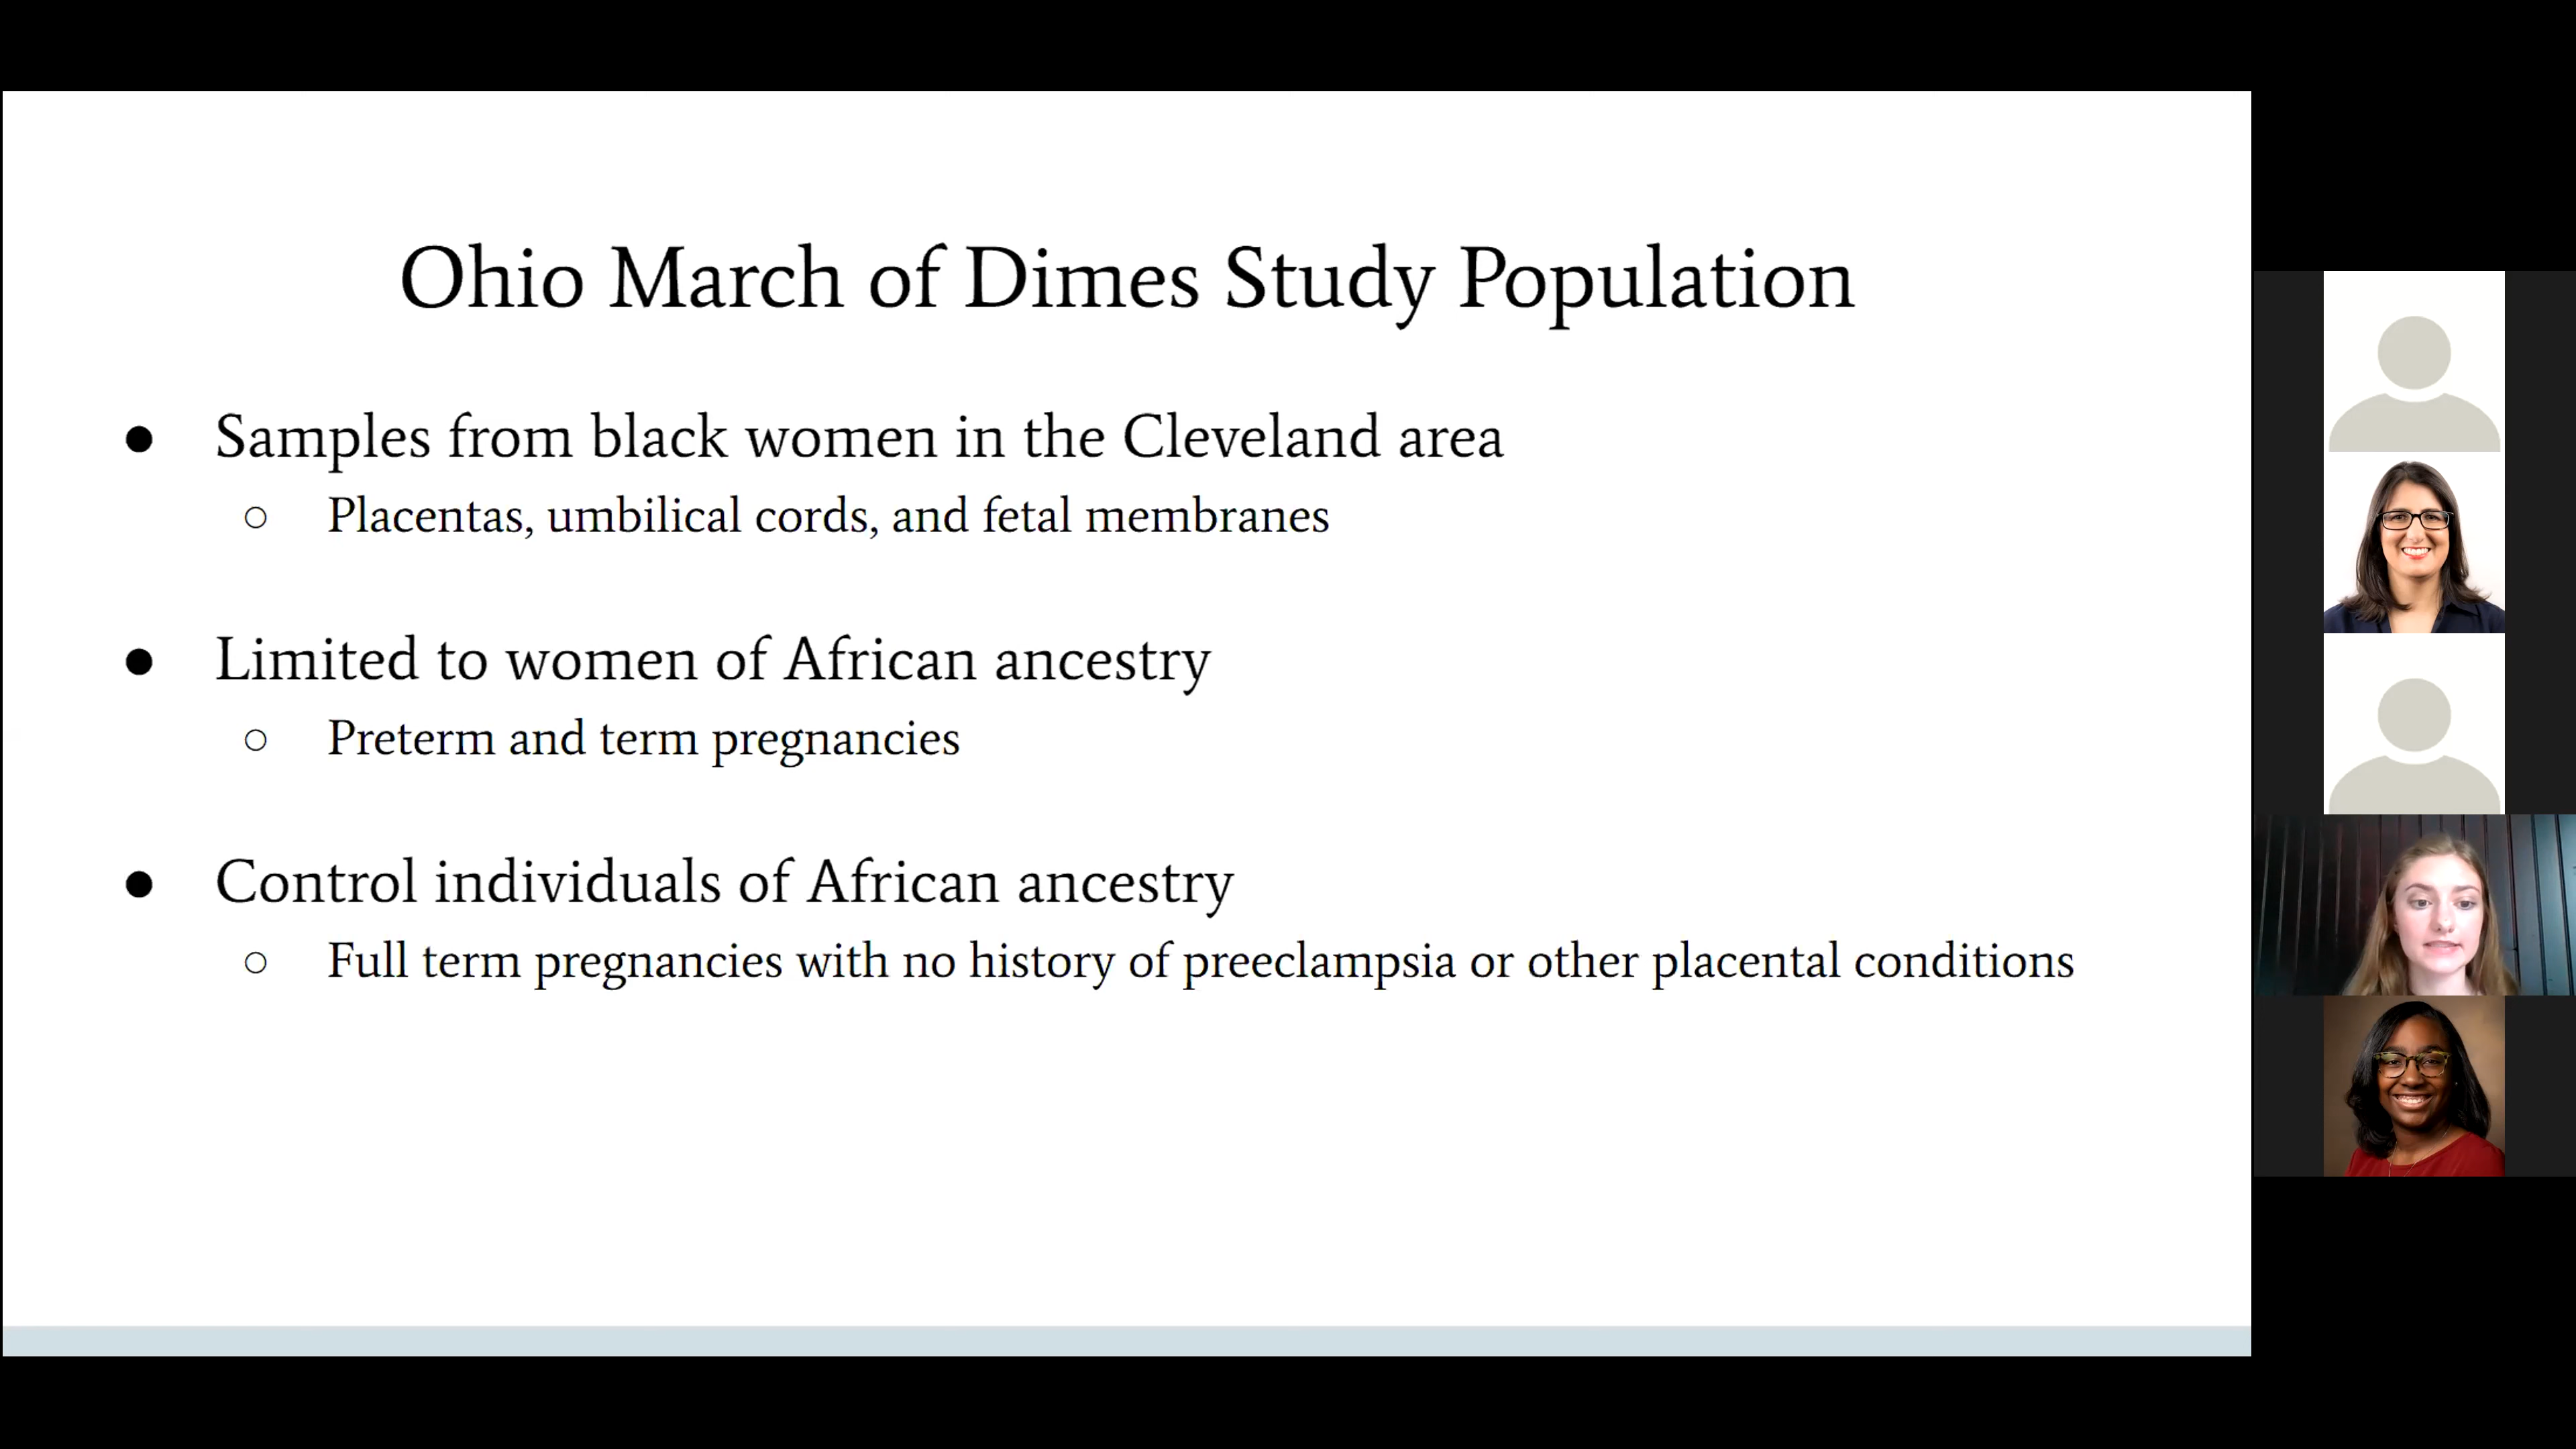 Ohio March of Dimes Study Population
● Samples from black women in the Cleveland area
○ Placentas, umbilical cords, and fetal membranes
● Limited to women of African ancestry
○ Preterm and term pregnancies
● Control individuals of African ancestry
○ Full term pregnancies with no history of preeclampsia or other placental conditions